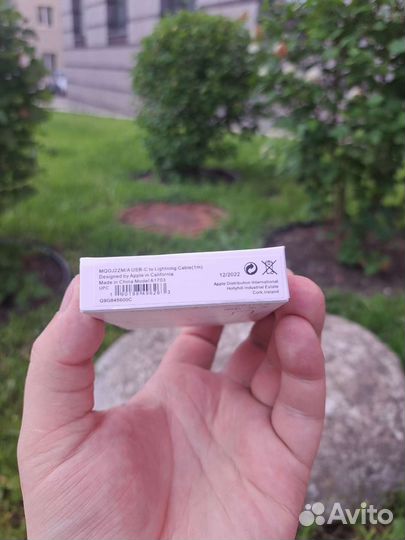 MQGJ2ZM/A USB-C to Lightning Cable(1m)
Designed by Apple in California
Made in China Model A1703
UPC
G9G845600C
12/2022
Apple Distribution International
Hollyhill Industrial Estate
Cork Ireland
Avito